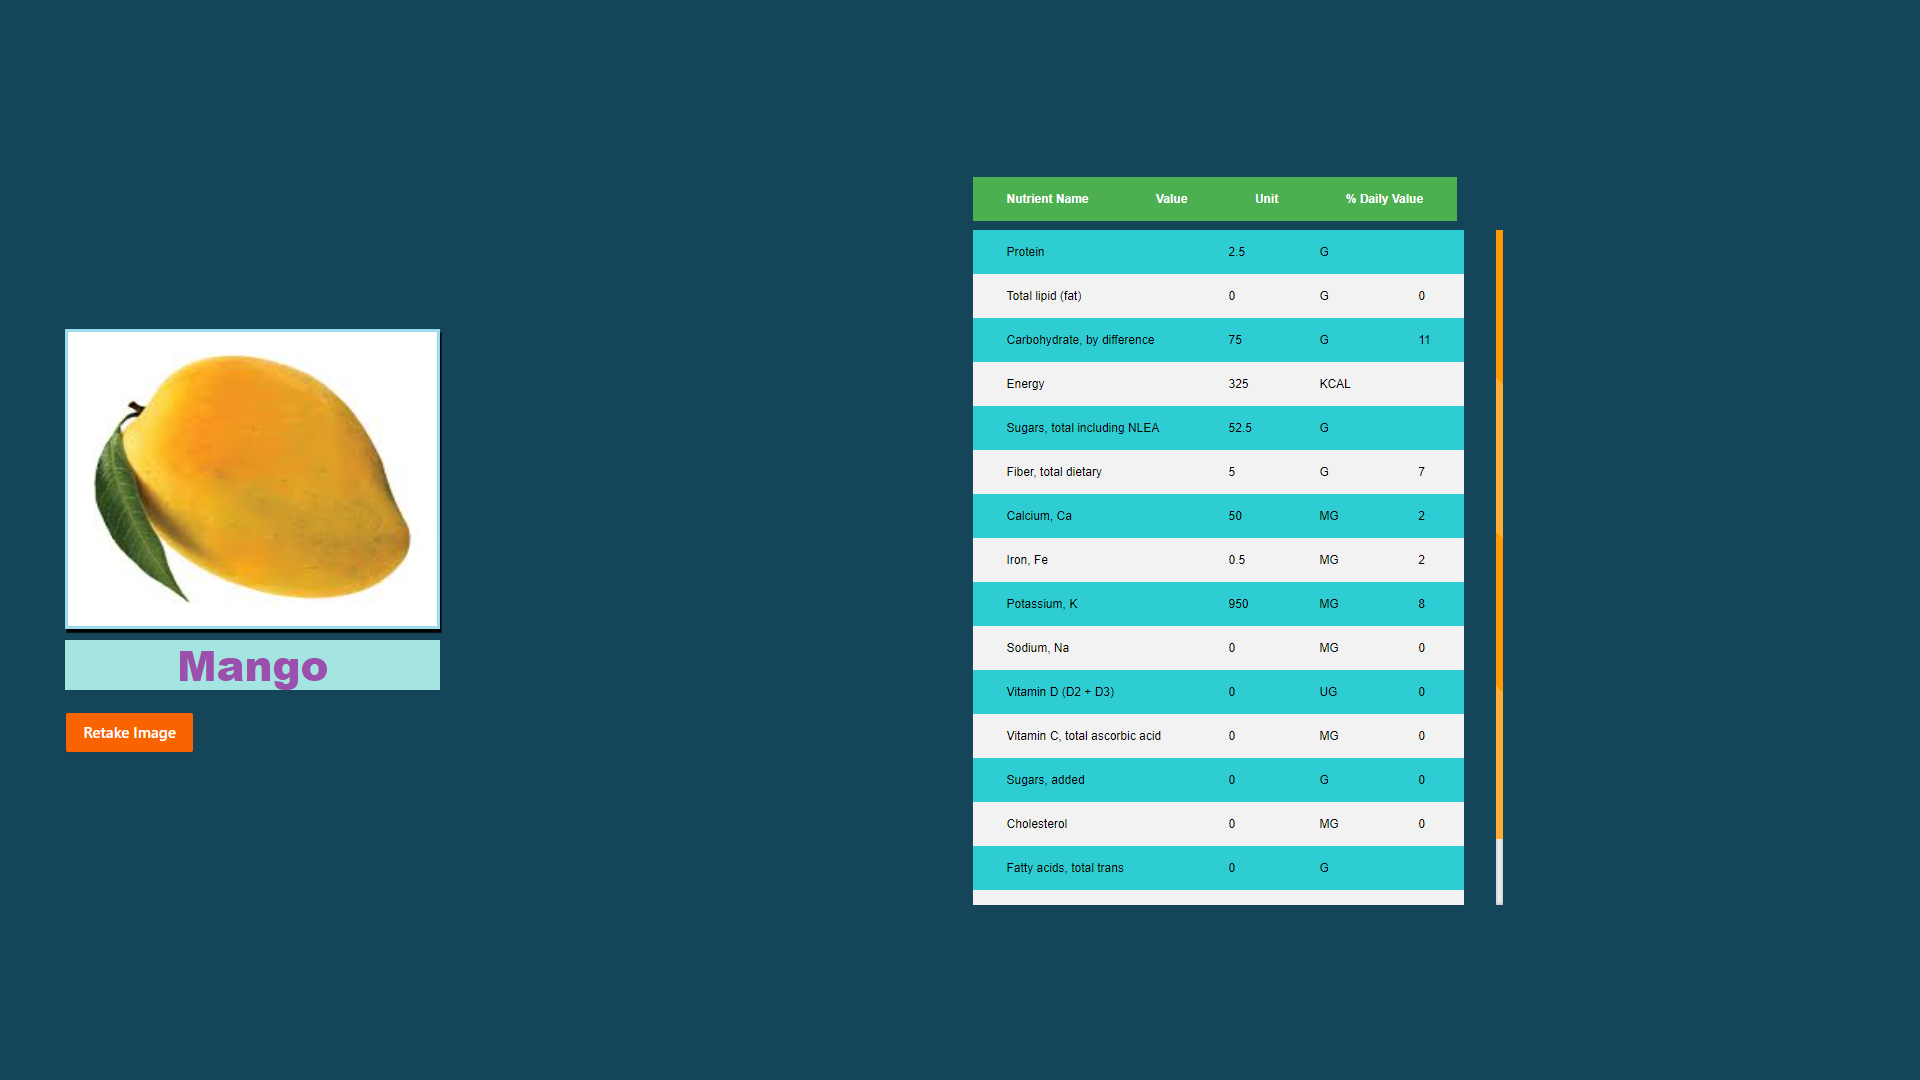 Mango
Retake Image
Nutrient Name Value Unit % Daily Value
Protein 2.5 G
Total lipid (fat) 0 G 0
Carbohydrate, by difference 75 G 11
Energy 325 KCAL
Sugars, total including NLEA 52.5 G
Fiber, total dietary 5 G 7
Calcium, Ca 50 MG 2
Iron, Fe 0.5 MG 2
Potassium, K 950 MG 8
Sodium, Na 0 MG 0
Vitamin D (D2 + D3) 0 UG 0
Vitamin C, total ascorbic acid 0 MG 0
Sugars, added 0 G 0
Cholesterol 0 MG 0
Fatty acids, total trans 0 G